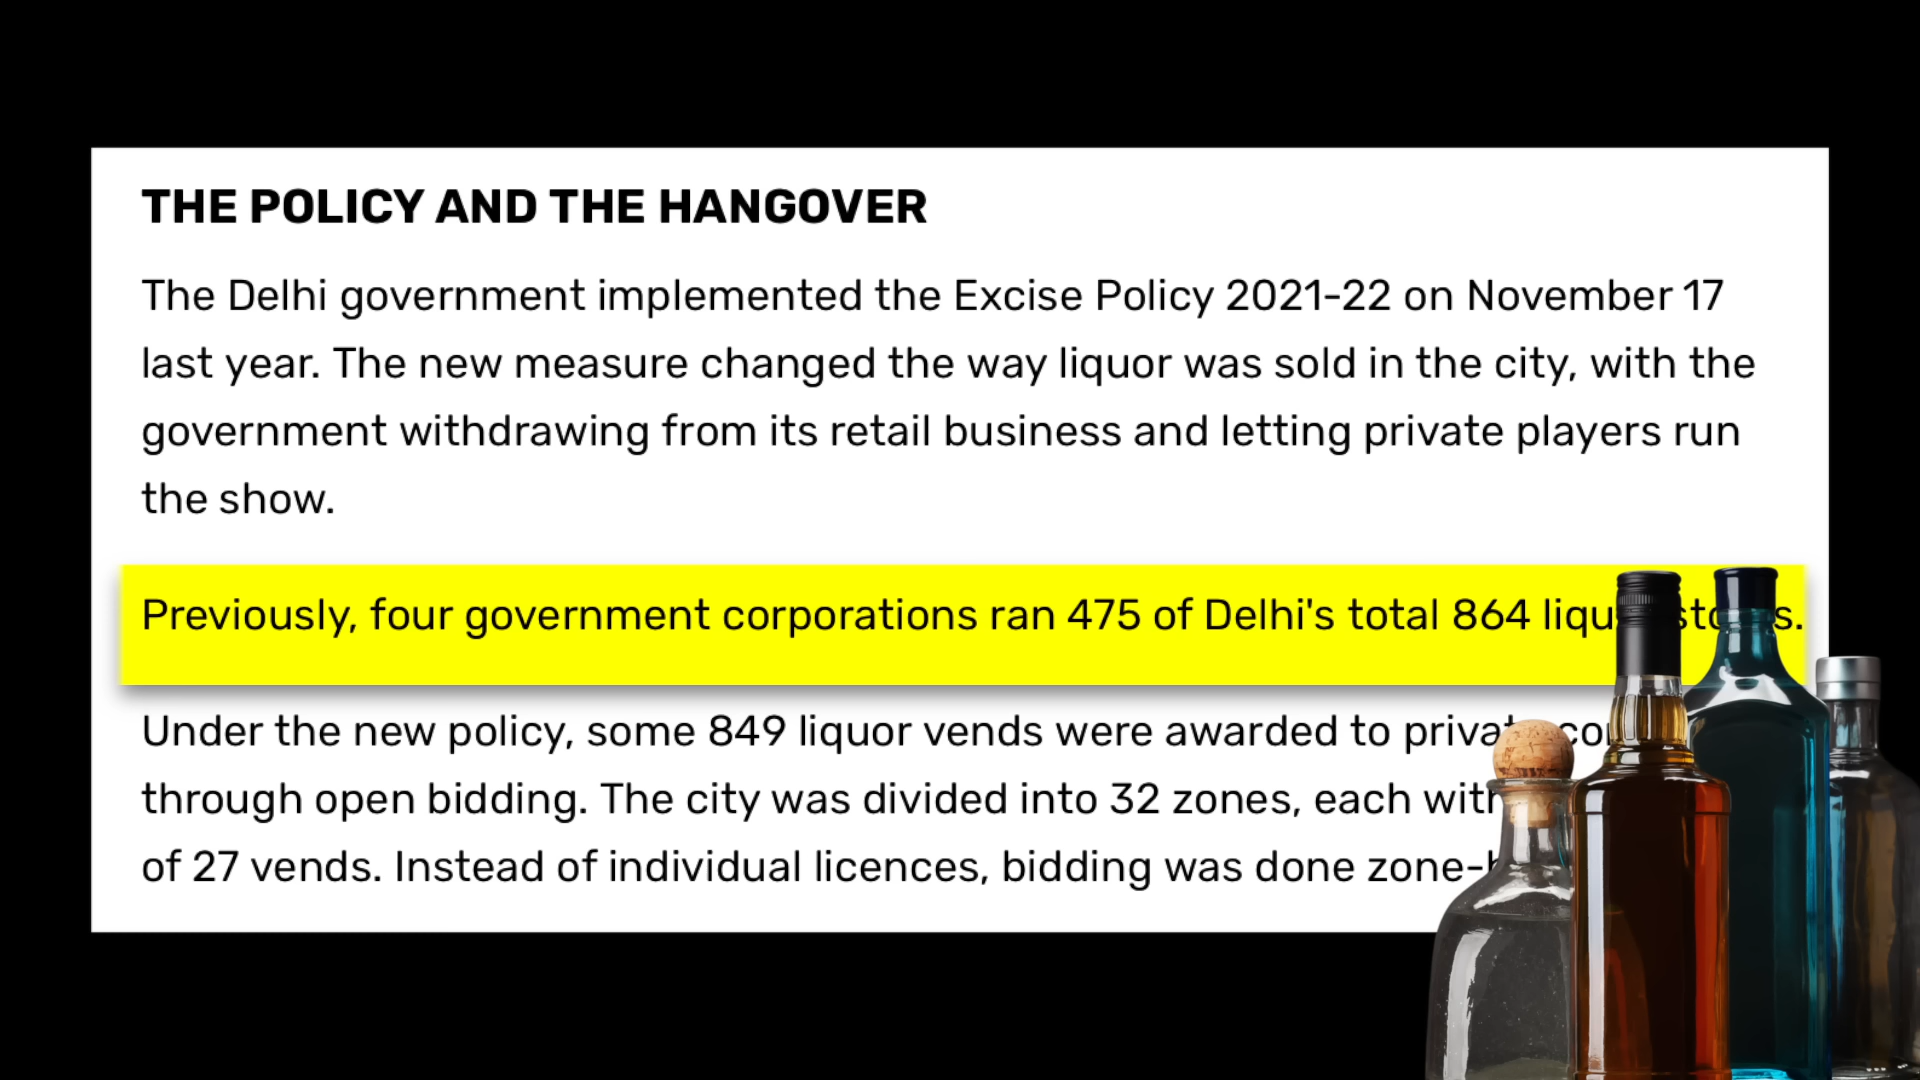 THE POLICY AND THE HANGOVER
The Delhi government implemented the Excise Policy 2021-22 on November 17
last year. The new measure changed the way liquor was sold in the city, with the
government withdrawing from its retail business and letting private players run
the show.
Previously, four government corporations ran 475 of Delhi's total 864
Under the new policy, some 849 liquor vends were awarded to
through open bidding. The city was divided into 32 zones, each
of 27 vends. Instead of individual licences, bidding was done